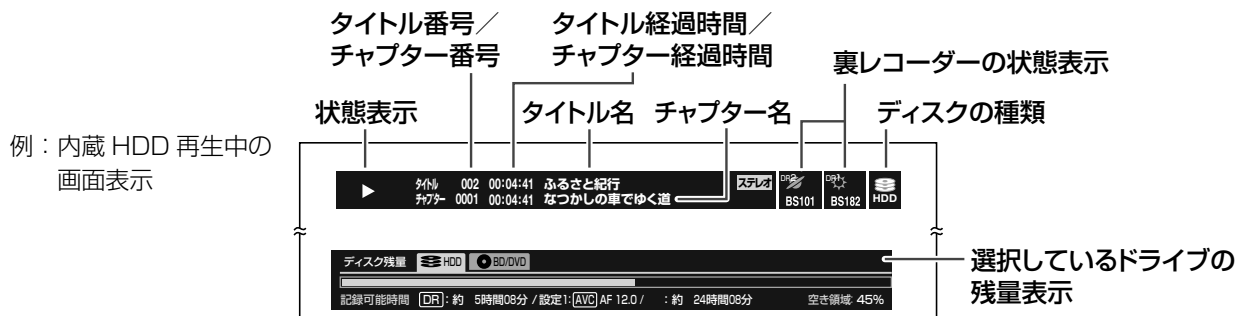 タイトル番号／
チャプター番号
タイトル経過時間／
チャプター経過時間
裏レコーダーの状態表示
状態表示
タイトル名
チャプター名
ディスクの種類
例：内蔵 HDD 再生中の
画面表示
タイトル 002 00:04:41 ふるさと紀行
チャプター 0001 00:04:41 なつかしの車でゆく道
ステレオ
DR2
BS101
DR1
BS182
HDD
ディスク残量 HDD BD/DVD
記録可能時間 DR：約 5時間08分 / 設定1:AVC AF 12.0 / ：約 24時間08分 空き領域 45%
選択しているドライブの
残量表示